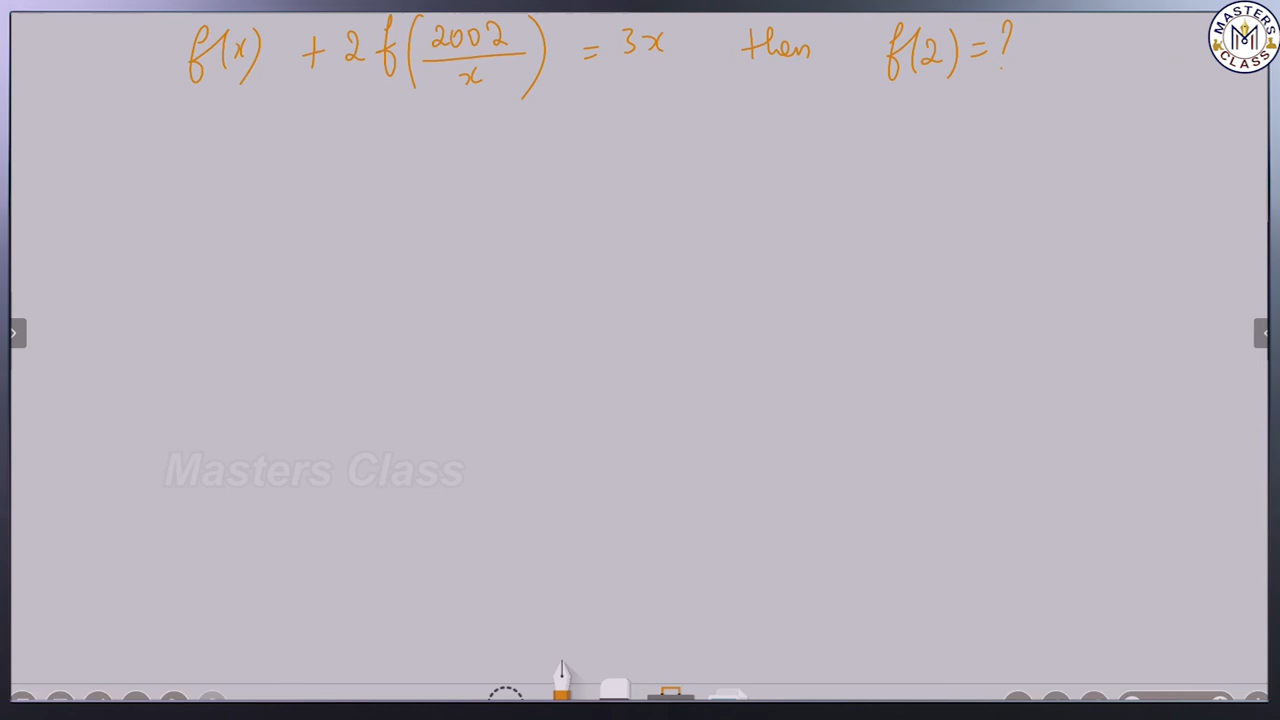 f(x) + 2 f(2002/x) = 3x then f(2) = ?
MASTERS CLASS
Masters Class